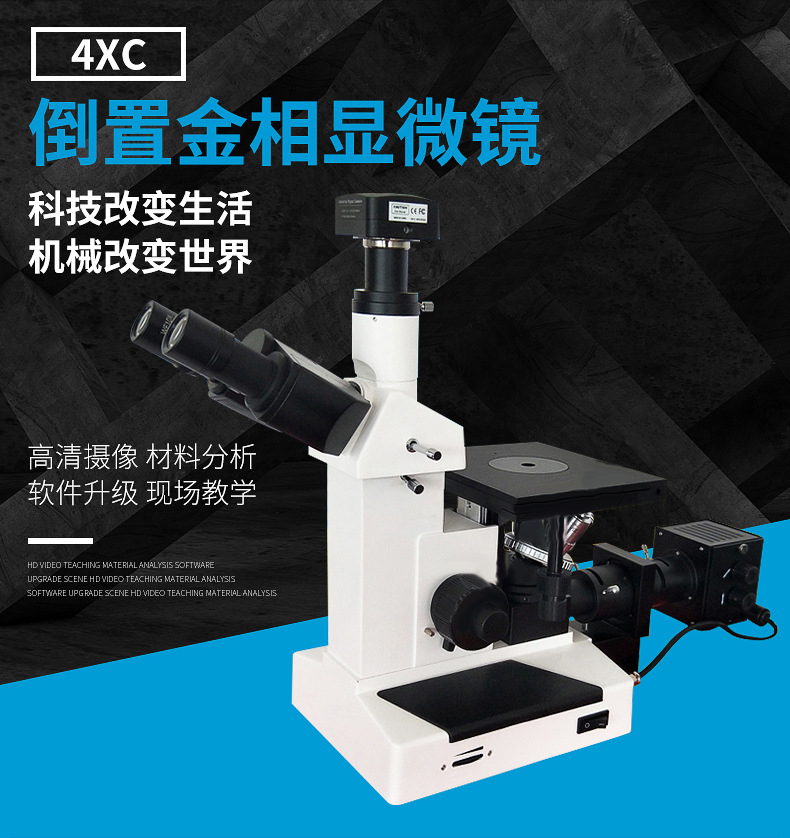 4XC
倒置金相显微镜
科技改变生活
机械改变世界
高清摄像 材料分析
软件升级 现场教学
HD VIDEO TEACHING MATERIAL ANALYSIS SOFTWARE
UPGRADE SCENE HD VIDEO TEACHING MATERIAL ANALYSIS
SOFTWARE UPGRADE SCENE HD VIDEO TEACHING MATERIAL ANALYSIS